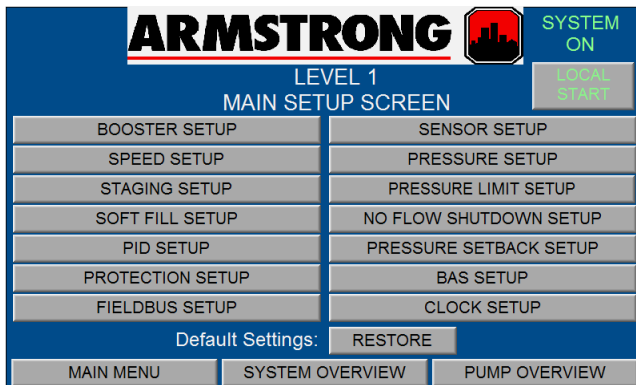 ARMSTRONG
SYSTEM
ON
LEVEL 1
MAIN SETUP SCREEN
LOCAL
START
BOOSTER SETUP
SENSOR SETUP
SPEED SETUP
PRESSURE SETUP
STAGING SETUP
PRESSURE LIMIT SETUP
SOFT FILL SETUP
NO FLOW SHUTDOWN SETUP
PID SETUP
PRESSURE SETBACK SETUP
PROTECTION SETUP
BAS SETUP
FIELDBUS SETUP
CLOCK SETUP
Default Settings: RESTORE
MAIN MENU
SYSTEM OVERVIEW
PUMP OVERVIEW